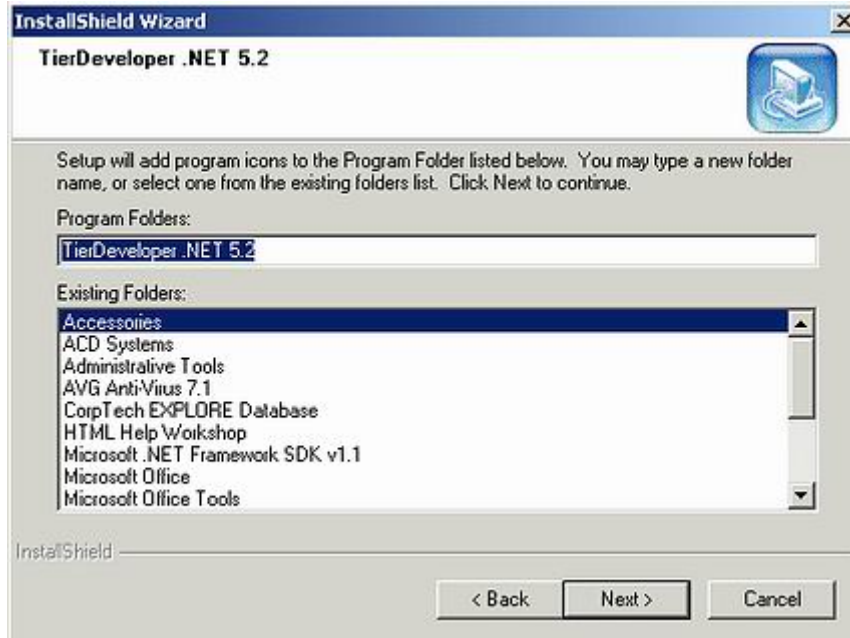 InstallShield Wizard
TierDeveloper .NET 5.2
Setup will add program icons to the Program Folder listed below. You may type a new folder
name, or select one from the existing folders list. Click Next to continue.
Program Folders:
TierDeveloper .NET 5.2
Existing Folders:
Accessories
ACD Systems
Administrative Tools
AVG Anti-Virus 7.1
CorpTech EXPLORE Database
HTML Help Workshop
Microsoft .NET Framework SDK v1.1
Microsoft Office
Microsoft Office Tools
InstallShield
< Back Next > Cancel